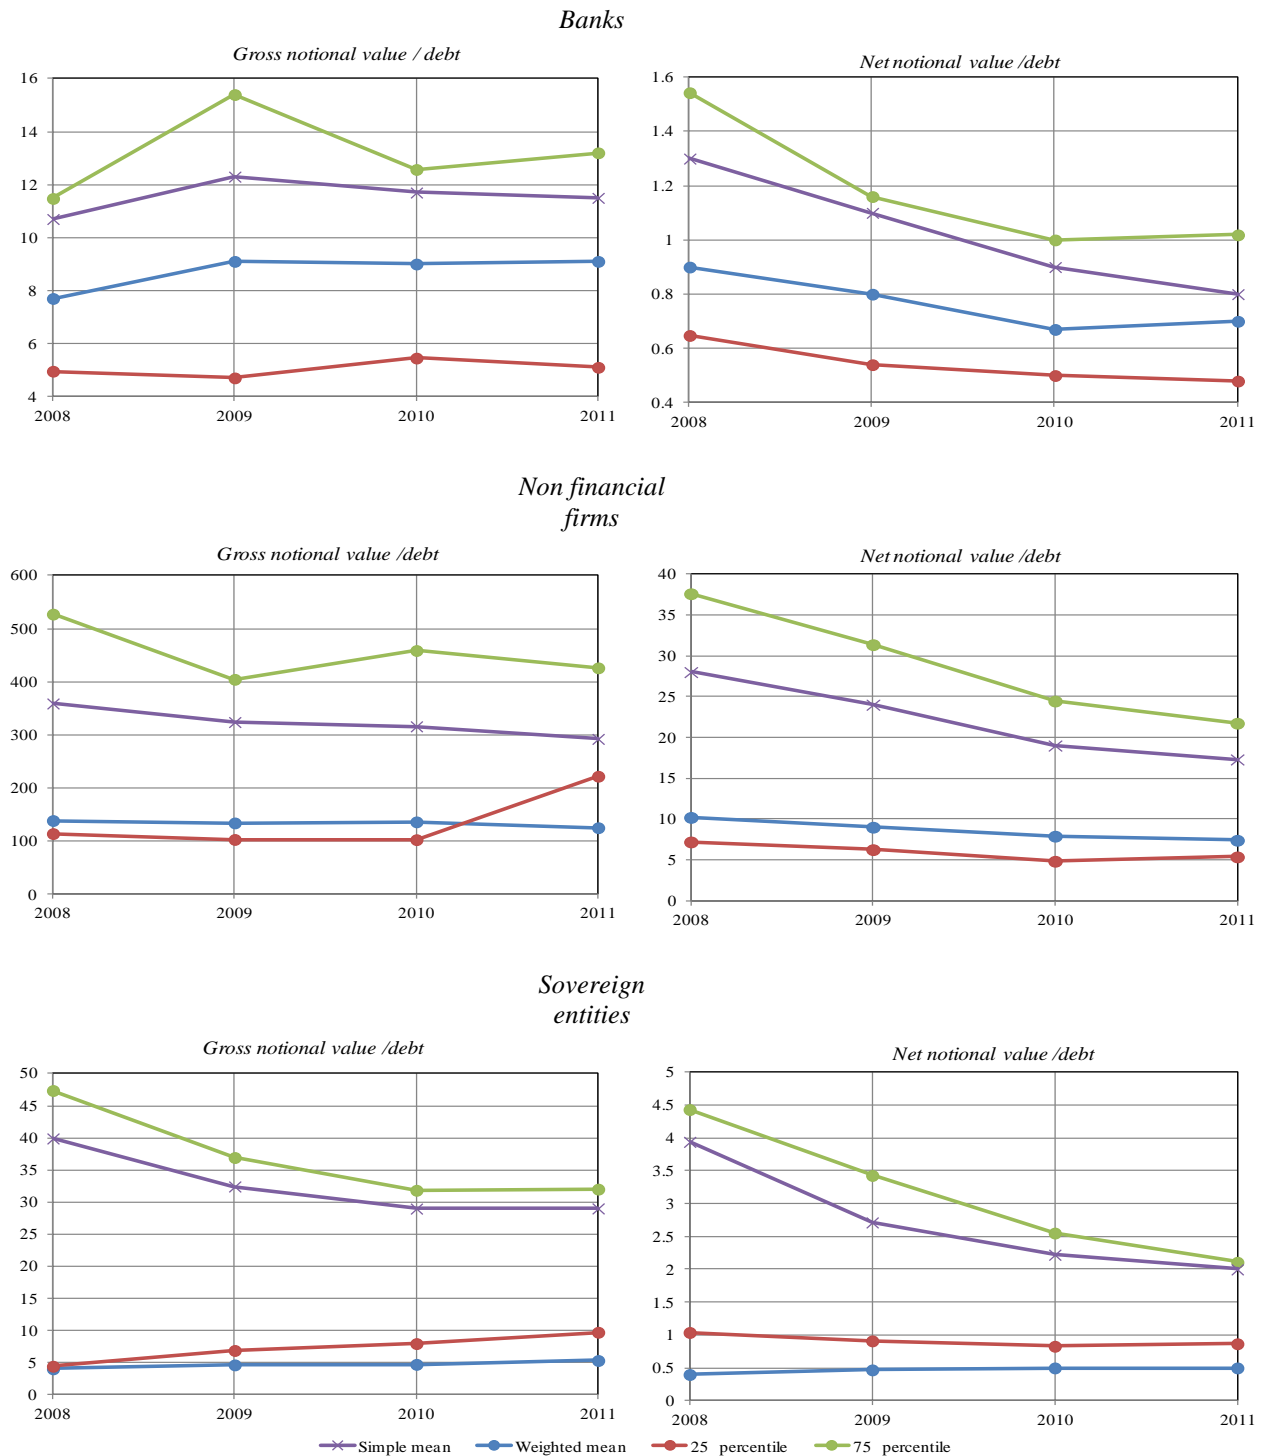 Banks
Gross notional value / debt
16
14
12
10
8
6
4
2008 2009 2010 2011
Net notional value /debt
1.6
1.4
1.2
1
0.8
0.6
0.4
2008 2009 2010 2011
Non financial
firms
Gross notional value /debt
600
500
400
300
200
100
0
2008 2009 2010 2011
Net notional value /debt
40
35
30
25
20
15
10
5
0
2008 2009 2010 2011
Sovereign
entities
Gross notional value /debt
50
45
40
35
30
25
20
15
10
5
0
2008 2009 2010 2011
Net notional value /debt
5
4.5
4
3.5
3
2.5
2
1.5
1
0.5
0
2008 2009 2010 2011
Simple mean Weighted mean 25 percentile 75 percentile